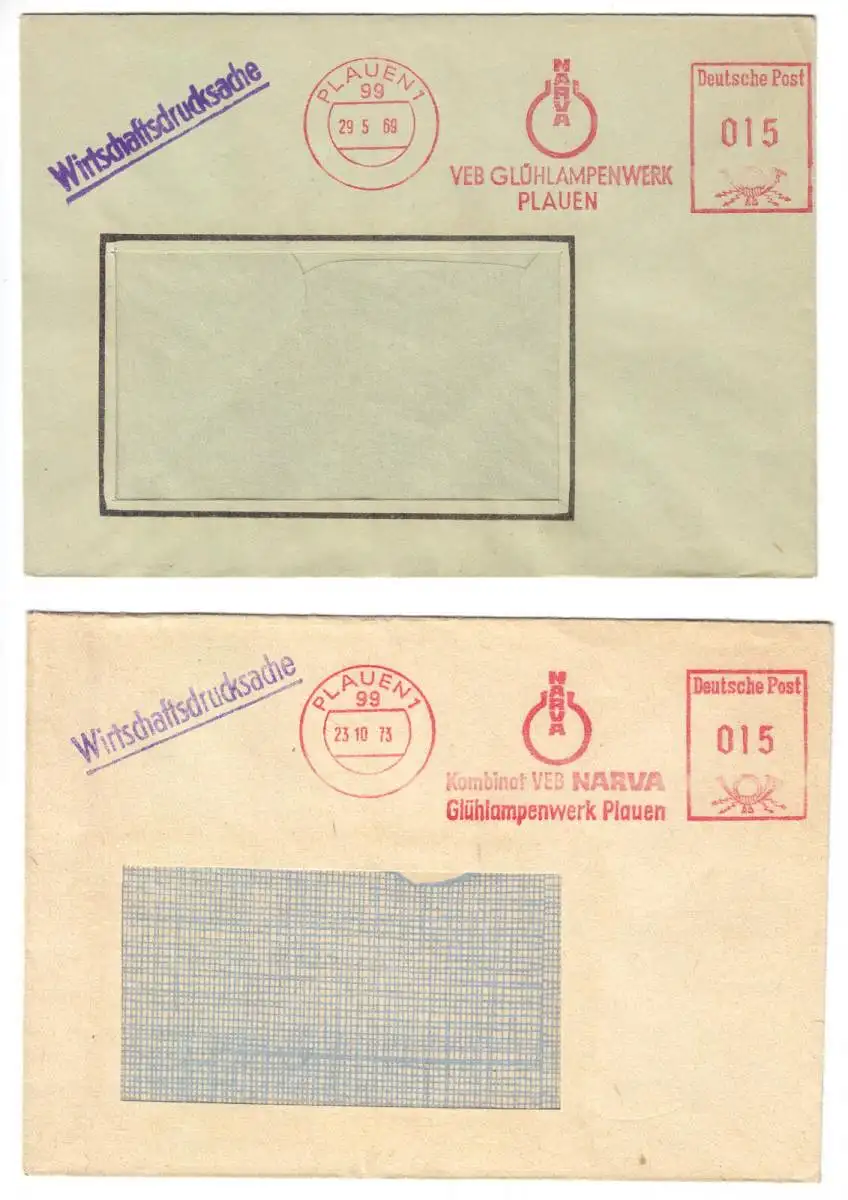 Wirtschaftsdrucksache
PLAUEN 1
99
29 5 69
NARVA
VEB GLÜHLAMPENWERK
PLAUEN
Deutsche Post
015
Wirtschaftsdrucksache
PLAUEN 1
99
23 10 73
NARVA
Kombinat VEB NARVA
Glühlampenwerk Plauen
Deutsche Post
015